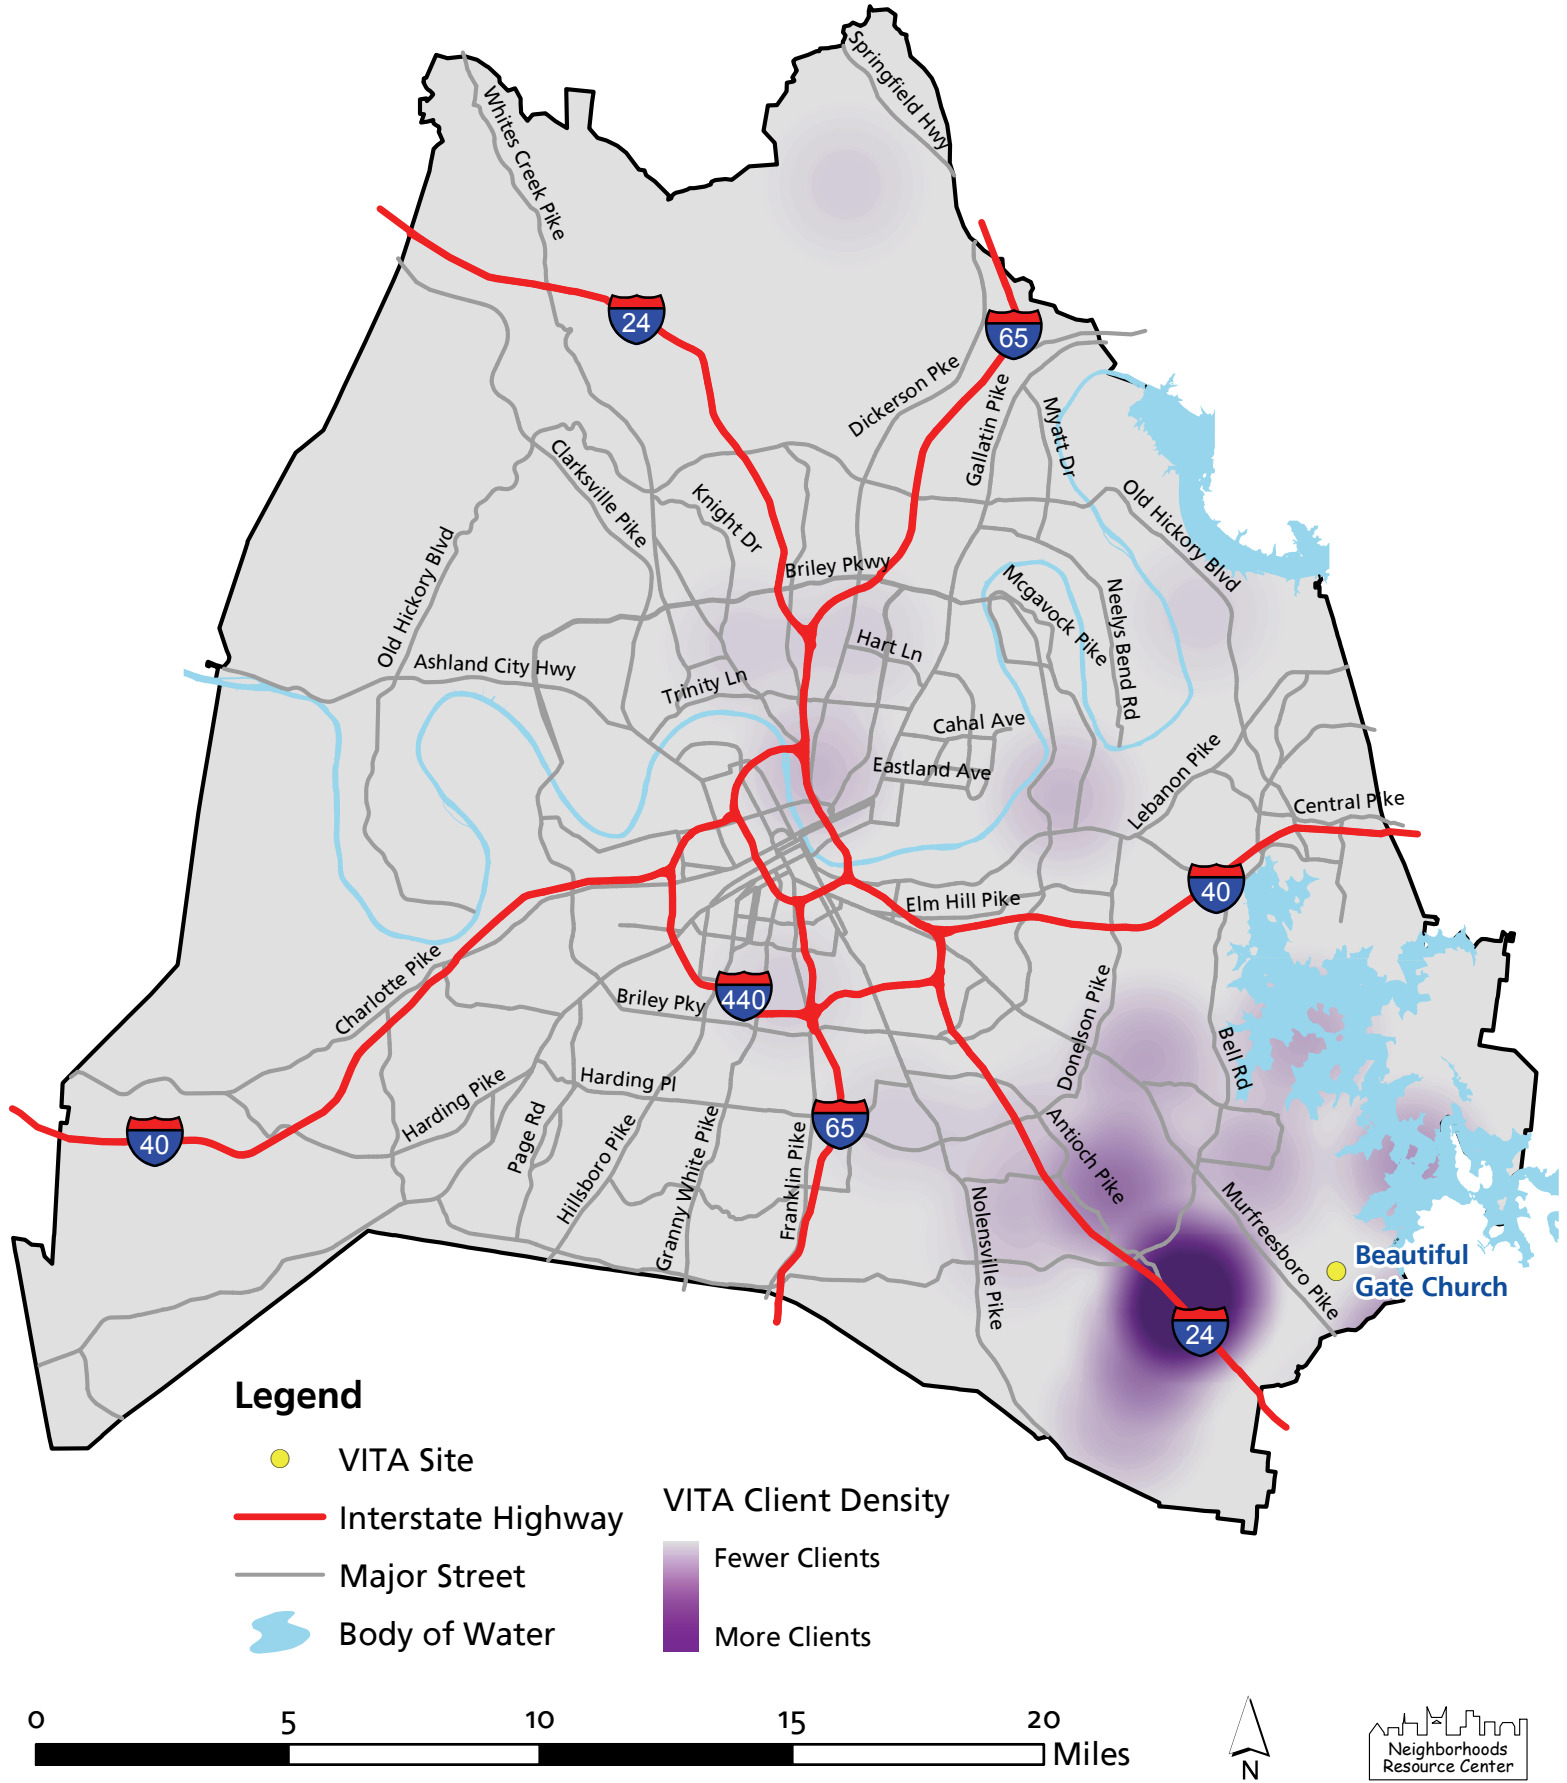 Springfield Hwy
Whites Creek Pike
24
65
Dickerson Pke
Gallatin Pike
Myatt Dr
Clarksville Pike
Knight Dr
Old Hickory Blvd
Old Hickory Blvd
Briley Pkwy
Mcgavock Pike
Neelys Bend Rd
Hart Ln
Ashland City Hwy
Trinity Ln
Cahal Ave
Eastland Ave
Lebanon Pike
Central Pike
40
Elm Hill Pike
Charlotte Pike
440
Briley Pky
Donelson Pike
Bell Rd
Harding Pl
Harding Pike
Page Rd
Hillsboro Pike
Granny White Pike
Franklin Pike
65
40
Antioch Pike
Nolensville Pike
Murfreesboro Pike
Beautiful
Gate Church
24
Legend
VITA Site
Interstate Highway
Major Street
Body of Water
VITA Client Density
Fewer Clients
More Clients
0 5 10 15 20
Miles
N
Neighborhoods
Resource Center